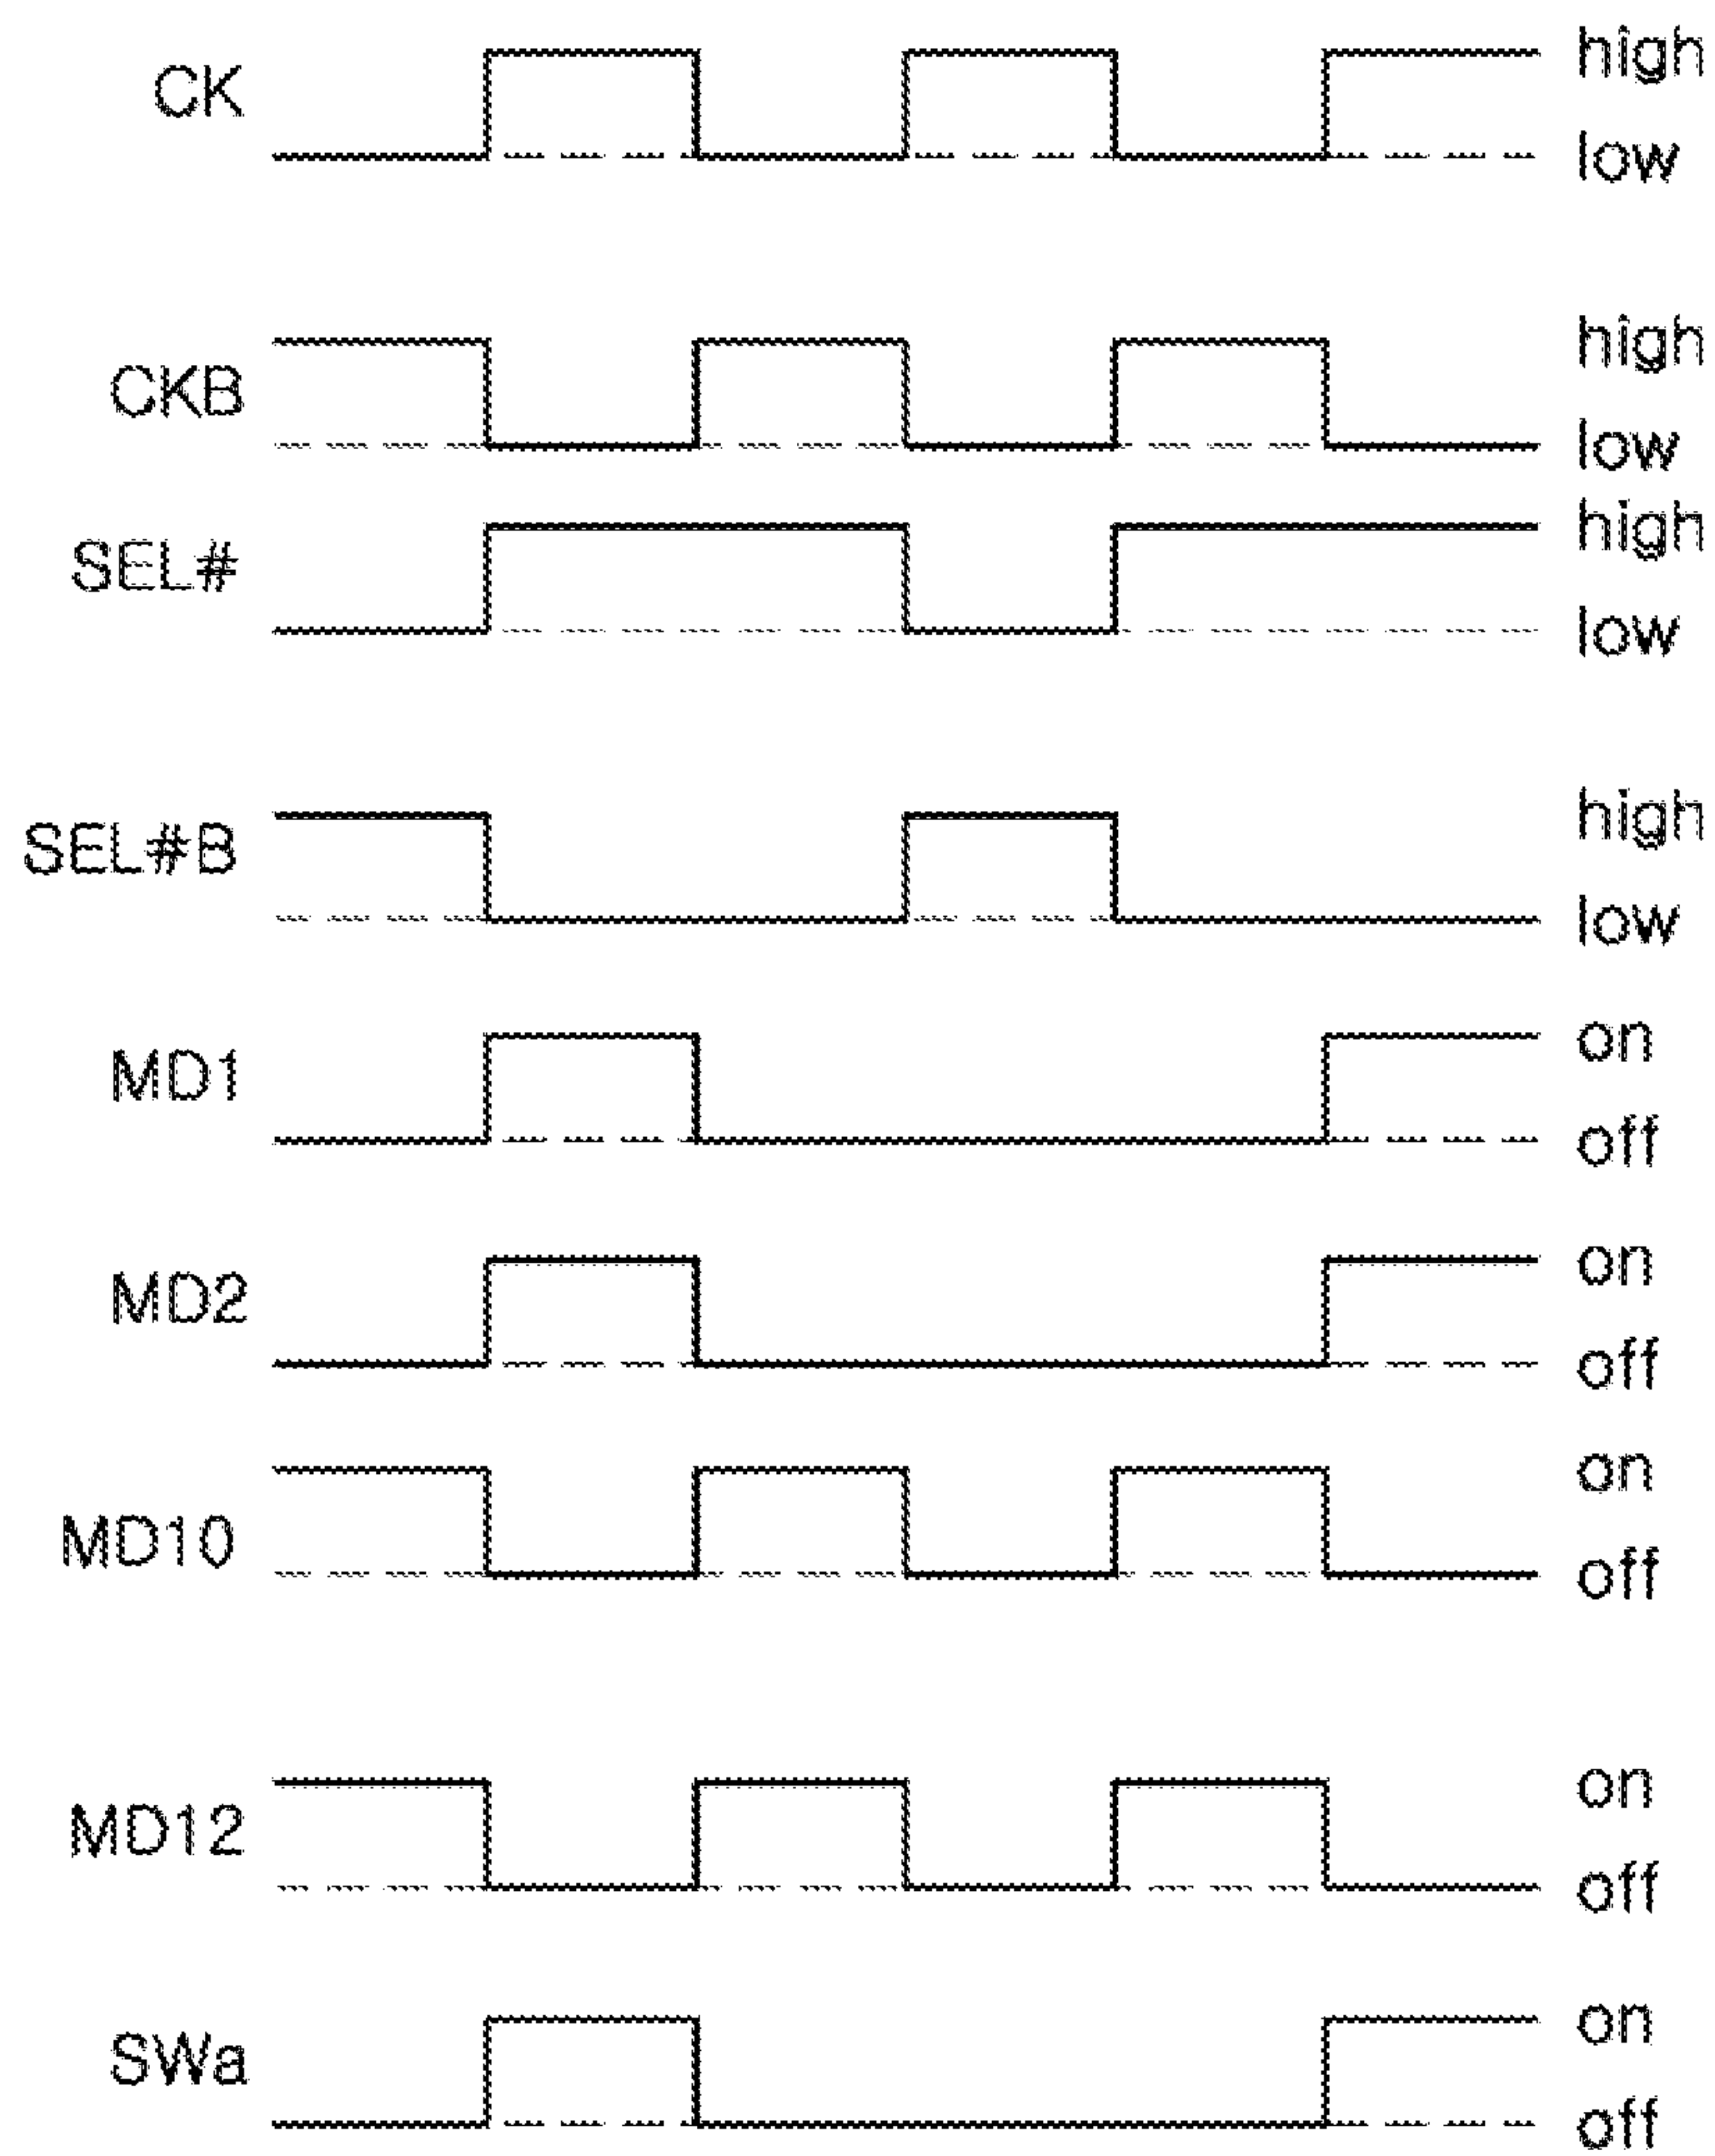 CK high
low
CKB high
low
SEL# high
low
SEL#B high
low
MD1 on
off
MD2 on
off
MD10 on
off
MD12 on
off
SWa on
off